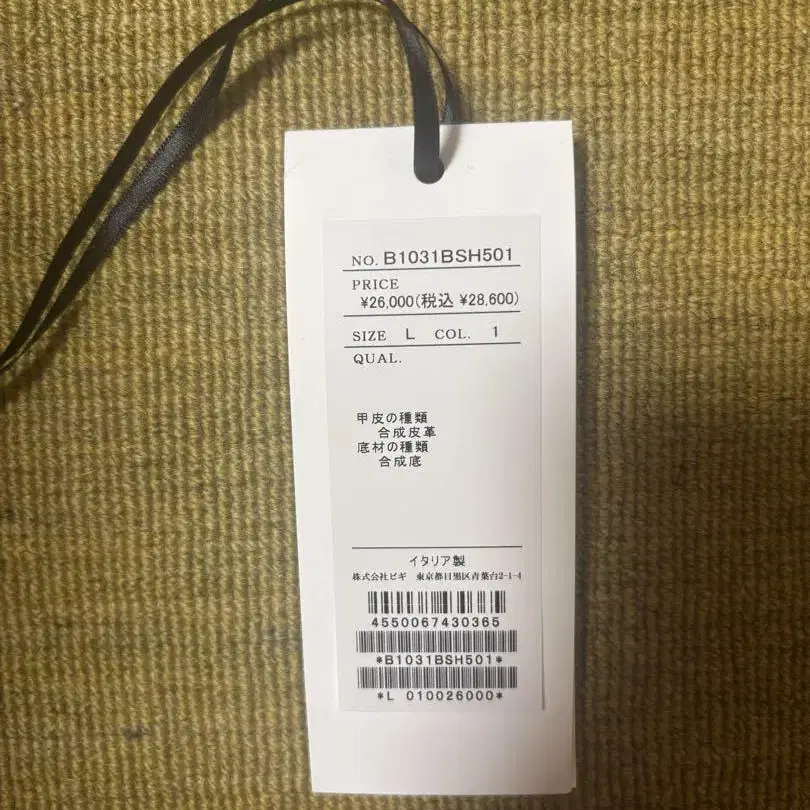 NO. B1031BSH501
PRICE
¥26,000(税込 ¥28,600)
SIZE L COL. 1
QUAL.
甲皮の種類
合成皮革
底材の種類
合成底
イタリア製
株式会社ビギ 東京都目黒区青葉台2-1-4
4550067430365
*B1031BSH501*
*L 010026000*